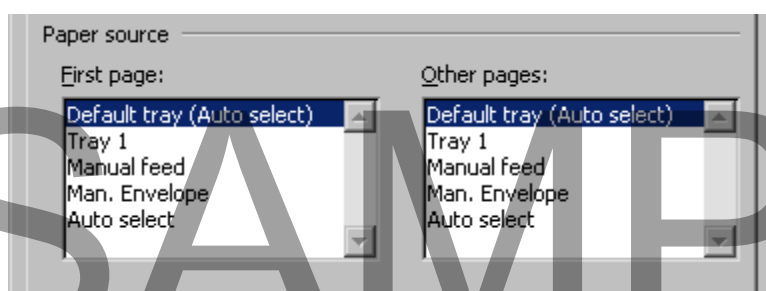 Paper source
First page:
Default tray (Auto select)
Tray 1
Manual feed
Man. Envelope
Auto select
Other pages:
Default tray (Auto select)
Tray 1
Manual feed
Man. Envelope
Auto select
SAMP